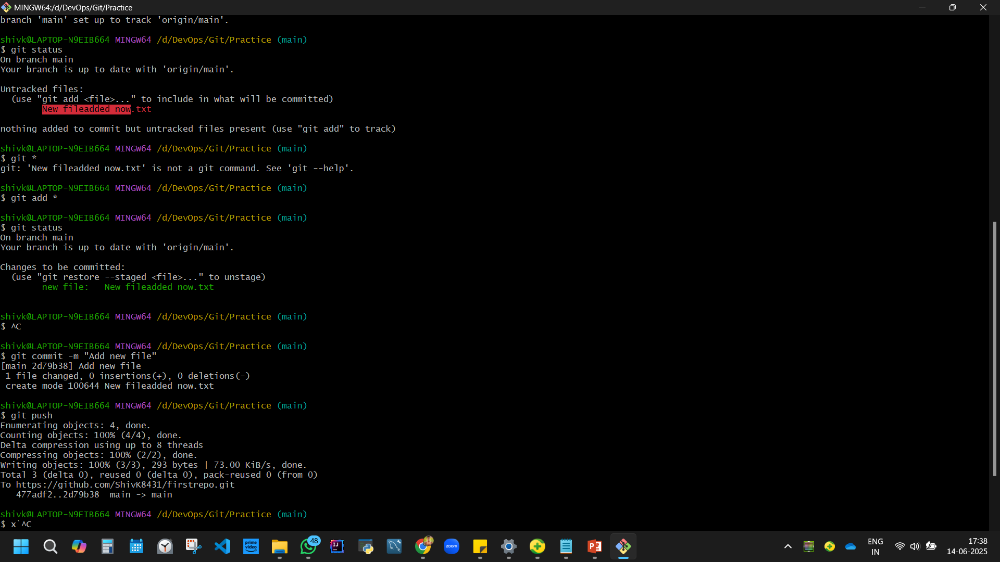 MINGW64:/d/DevOps/Git/Practice
branch 'main' set up to track 'origin/main'.
shivk@LAPTOP-N9EIB664 MINGW64 /d/DevOps/Git/Practice (main)
$ git status
On branch main
Your branch is up to date with 'origin/main'.
Untracked files:
(use "git add <file>..." to include in what will be committed)
New fileadded now.txt
nothing added to commit but untracked files present (use "git add" to track)
shivk@LAPTOP-N9EIB664 MINGW64 /d/DevOps/Git/Practice (main)
$ git *
git: 'New fileadded now.txt' is not a git command. See 'git --help'.
shivk@LAPTOP-N9EIB664 MINGW64 /d/DevOps/Git/Practice (main)
$ git add *
shivk@LAPTOP-N9EIB664 MINGW64 /d/DevOps/Git/Practice (main)
$ git status
On branch main
Your branch is up to date with 'origin/main'.
Changes to be committed:
(use "git restore --staged <file>..." to unstage)
new file:   New fileadded now.txt
shivk@LAPTOP-N9EIB664 MINGW64 /d/DevOps/Git/Practice (main)
$ ^C
shivk@LAPTOP-N9EIB664 MINGW64 /d/DevOps/Git/Practice (main)
$ git commit -m "Add new file"
[main 2d79b38] Add new file
1 file changed, 0 insertions(+), 0 deletions(-)
create mode 100644 New fileadded now.txt
shivk@LAPTOP-N9EIB664 MINGW64 /d/DevOps/Git/Practice (main)
$ git push
Enumerating objects: 4, done.
Counting objects: 100% (4/4), done.
Delta compression using up to 8 threads
Compressing objects: 100% (2/2), done.
Writing objects: 100% (3/3), 293 bytes | 73.00 KiB/s, done.
Total 3 (delta 0), reused 0 (delta 0), pack-reused 0 (from 0)
To https://github.com/ShivK8431/firstrepo.git
477adf2..2d79b38  main -> main
shivk@LAPTOP-N9EIB664 MINGW64 /d/DevOps/Git/Practice (main)
$ x`^C
prime video
48
IJ
zoom
P
ENG
IN
17:38
14-06-2025